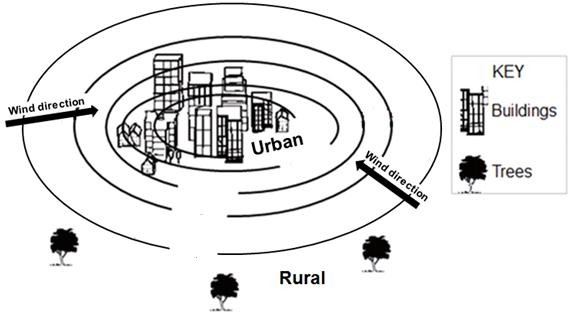 Wind direction
Urban
Wind direction
Rural
KEY
Buildings
Trees